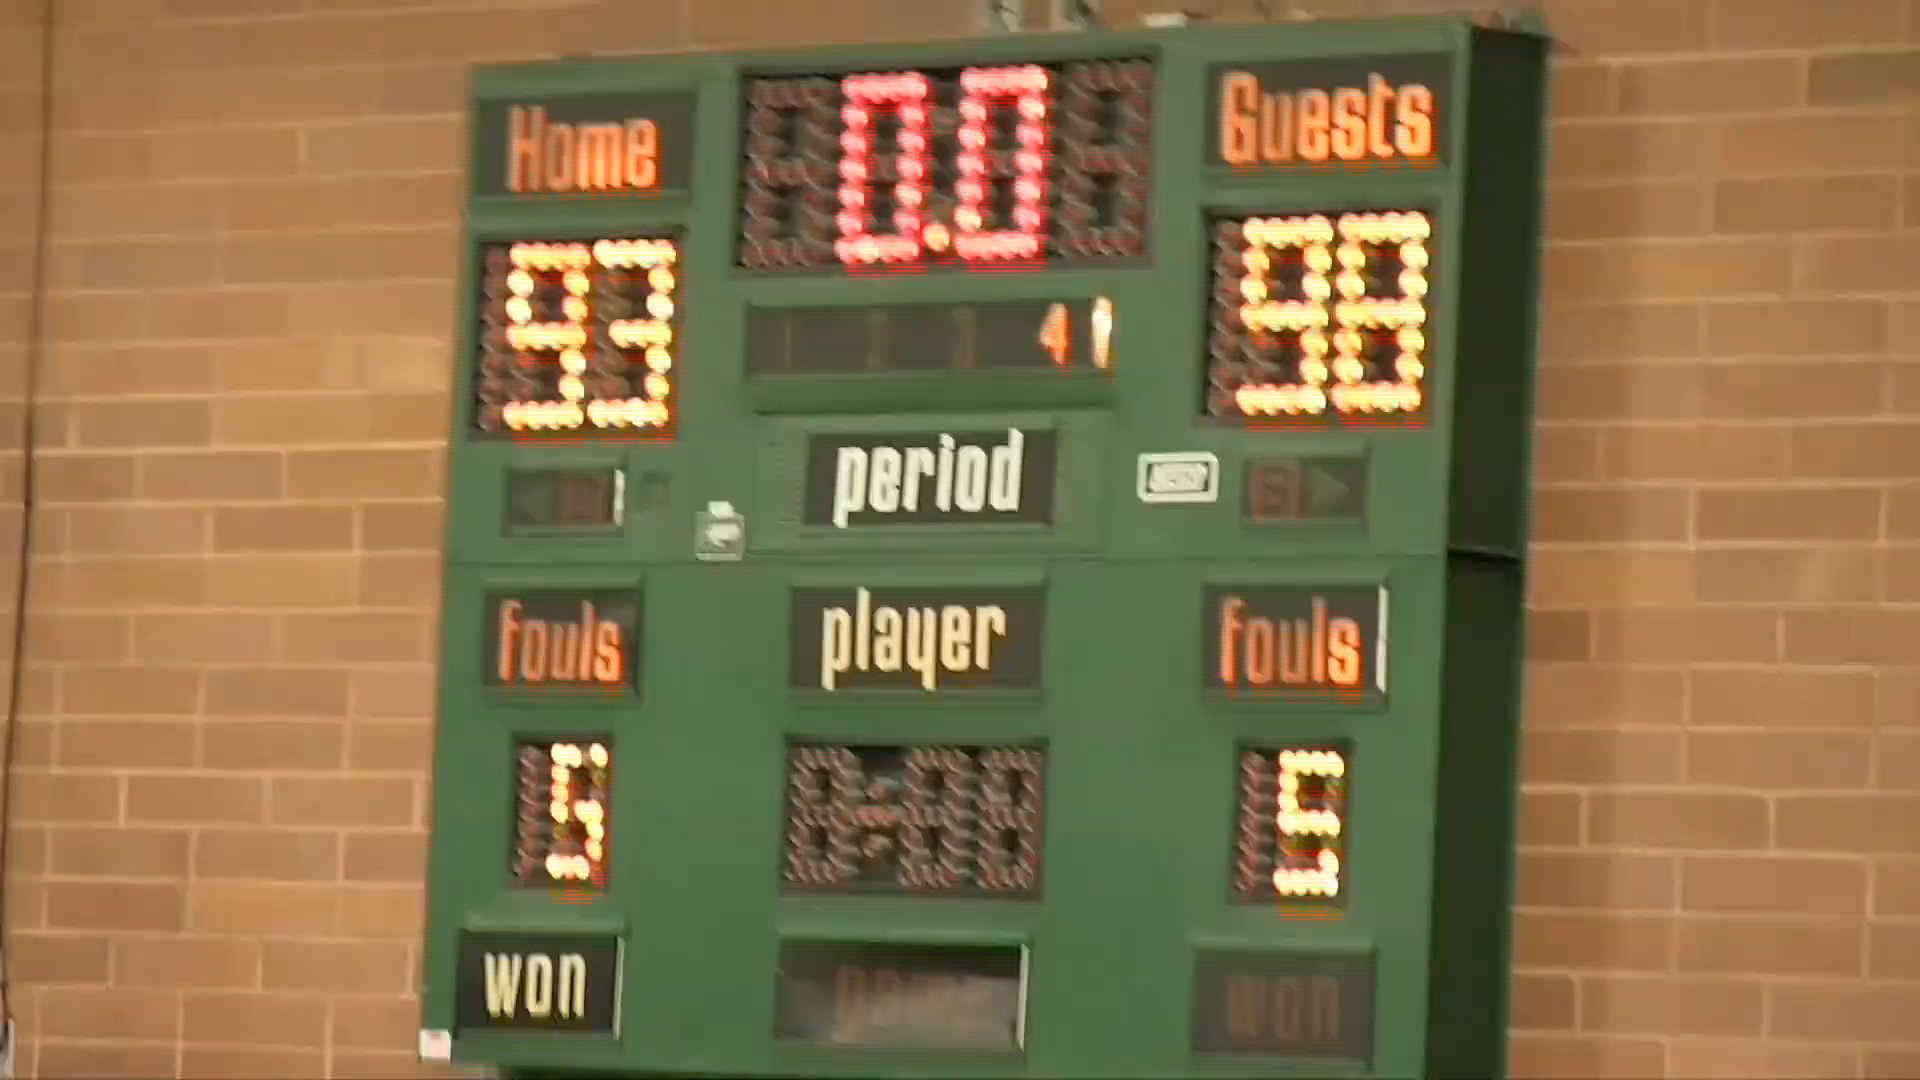 Home 0.0 Guests
93 4 98
period
fouls player fouls
5 5
won won